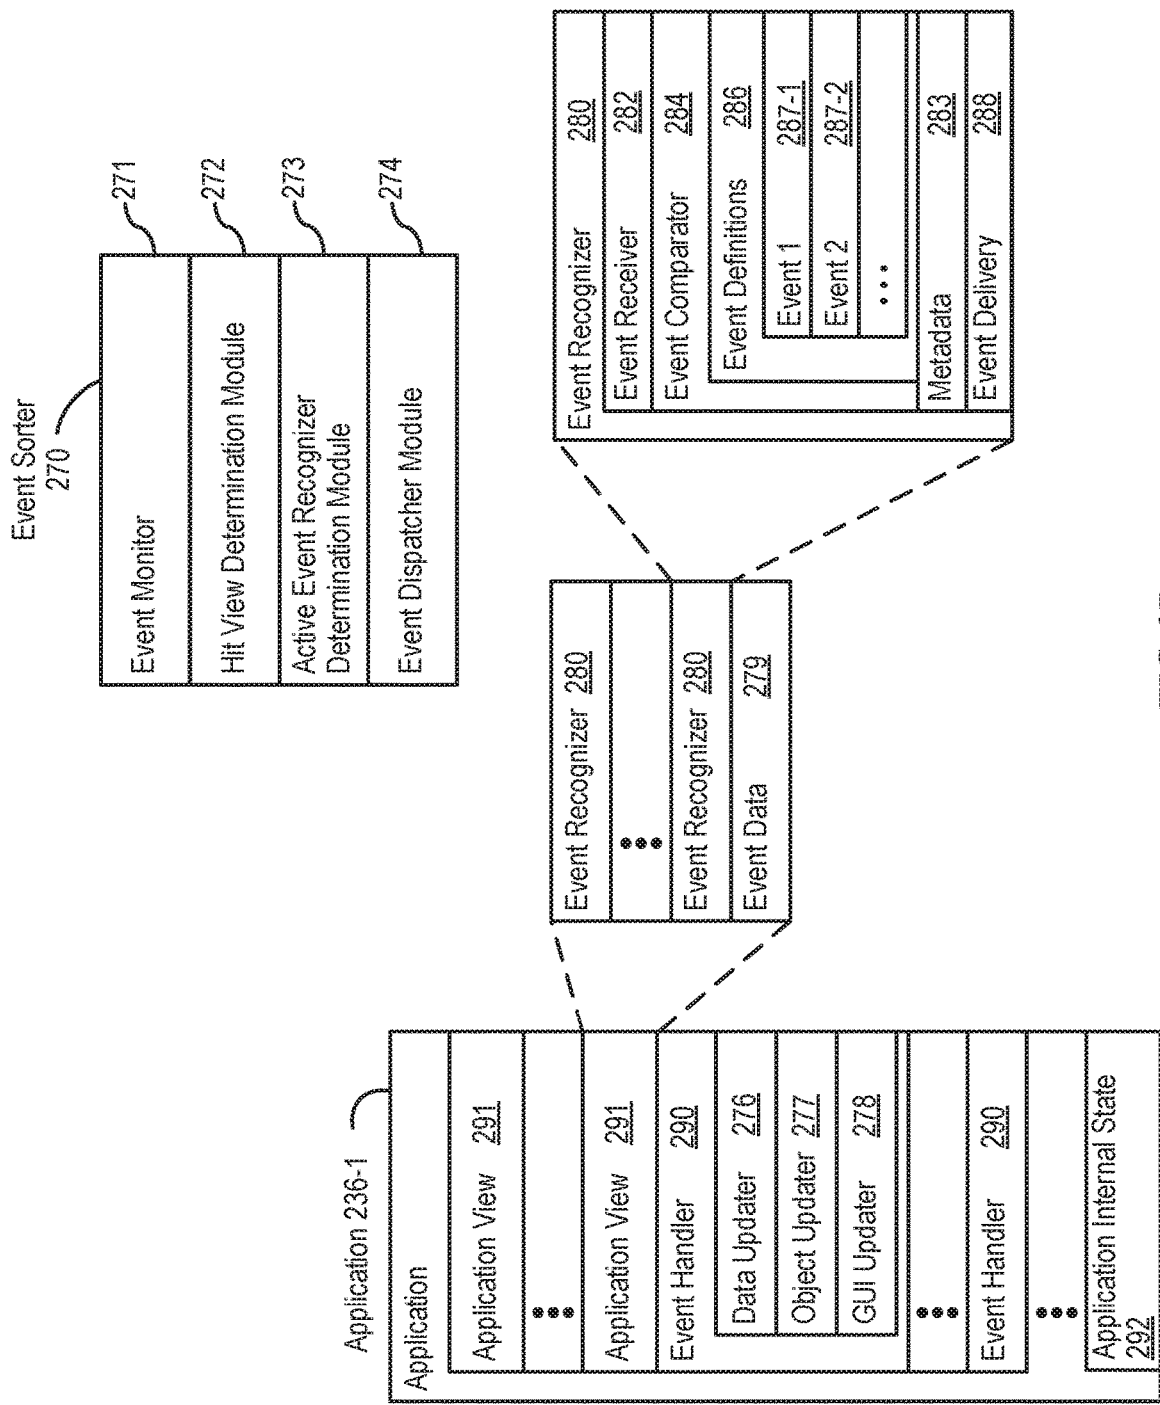 Event Sorter
270
Event Monitor
271
Hit View Determination Module
272
Active Event Recognizer
Determination Module
273
Event Dispatcher Module
274
Application 236-1
Application
Application View 291
Application View 291
Event Handler 290
Data Updater 276
Object Updater 277
GUI Updater 278
Event Handler 290
Application Internal State
292
Event Recognizer 280
Event Recognizer 280
Event Data 279
Event Recognizer 280
Event Receiver 282
Event Comparator 284
Event Definitions 286
Event 1 287-1
Event 2 287-2
Metadata 283
Event Delivery 288